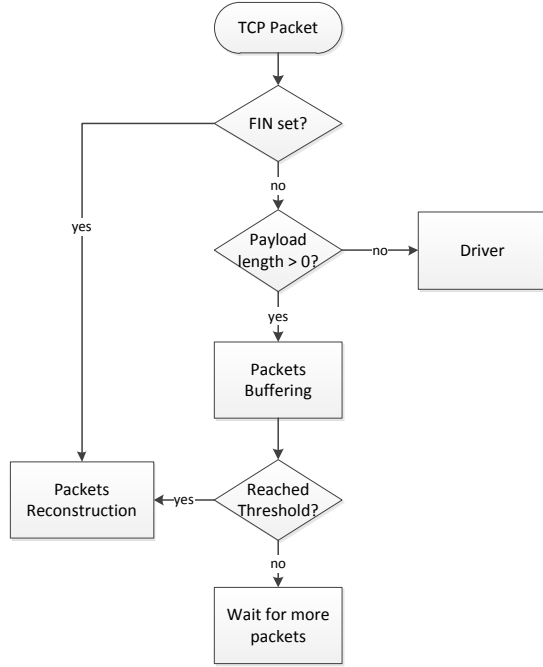 TCP Packet
FIN set?
yes
no
Payload
length > 0?
no
Driver
yes
Packets
Buffering
Packets
Reconstruction
yes
Reached
Threshold?
no
Wait for more
packets